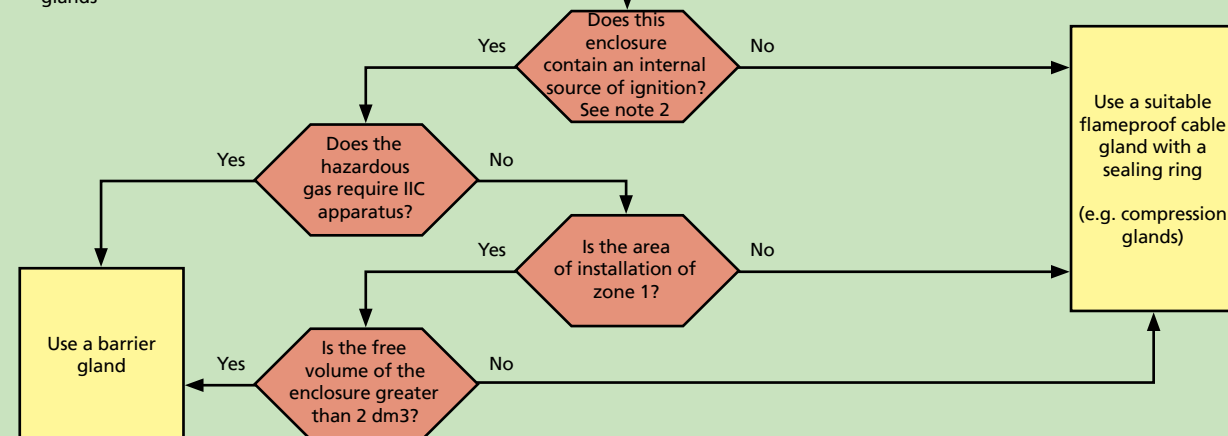 glands
Does this
enclosure
contain an internal
source of ignition?
See note 2
Yes
No
Use a suitable
flameproof cable
gland with a
sealing ring
(e.g. compression
glands)
Does the
hazardous
gas require IIC
apparatus?
Yes
No
Is the area
of installation of
zone 1?
Yes
No
Use a barrier
gland
Is the free
volume of the
enclosure greater
than 2 dm3?
Yes
No